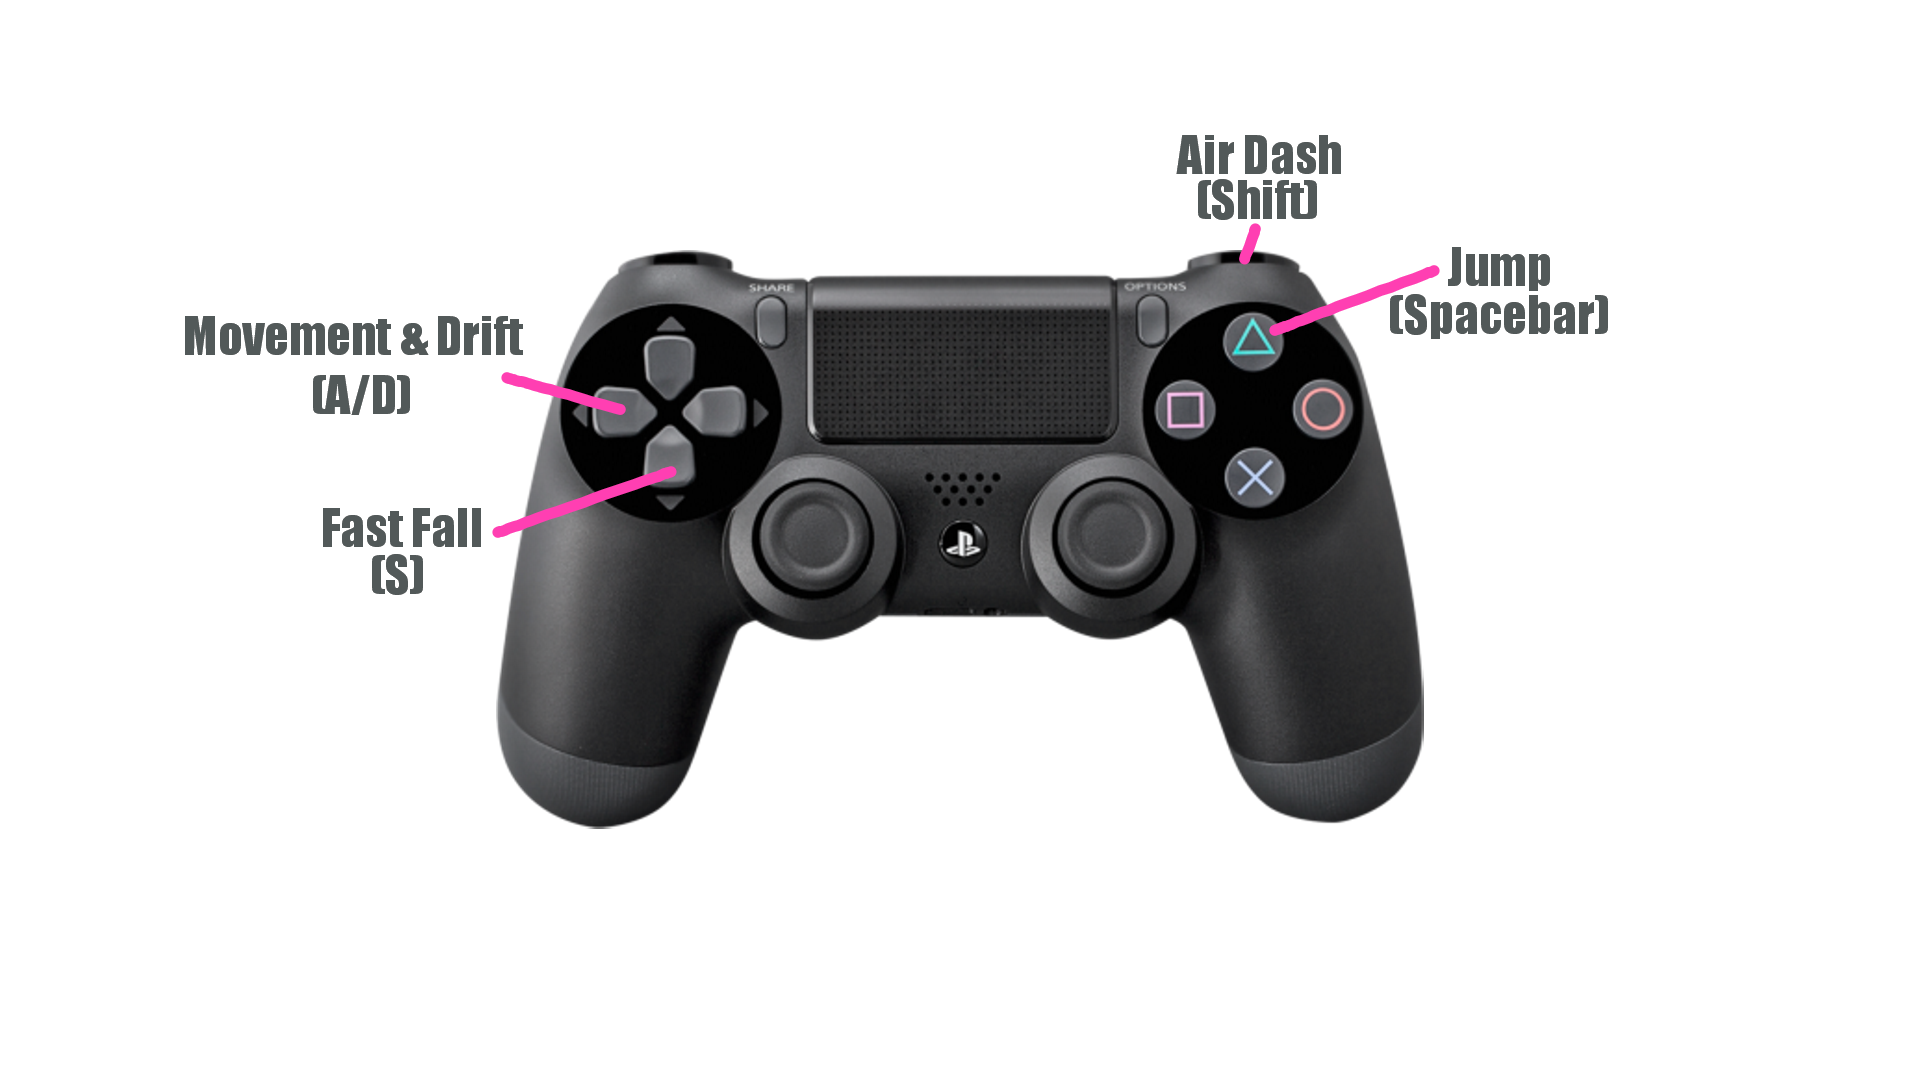 Air Dash
(Shift)
Jump
(Spacebar)
SHARE
OPTIONS
Movement & Drift
(A/D)
Fast Fall
(S)